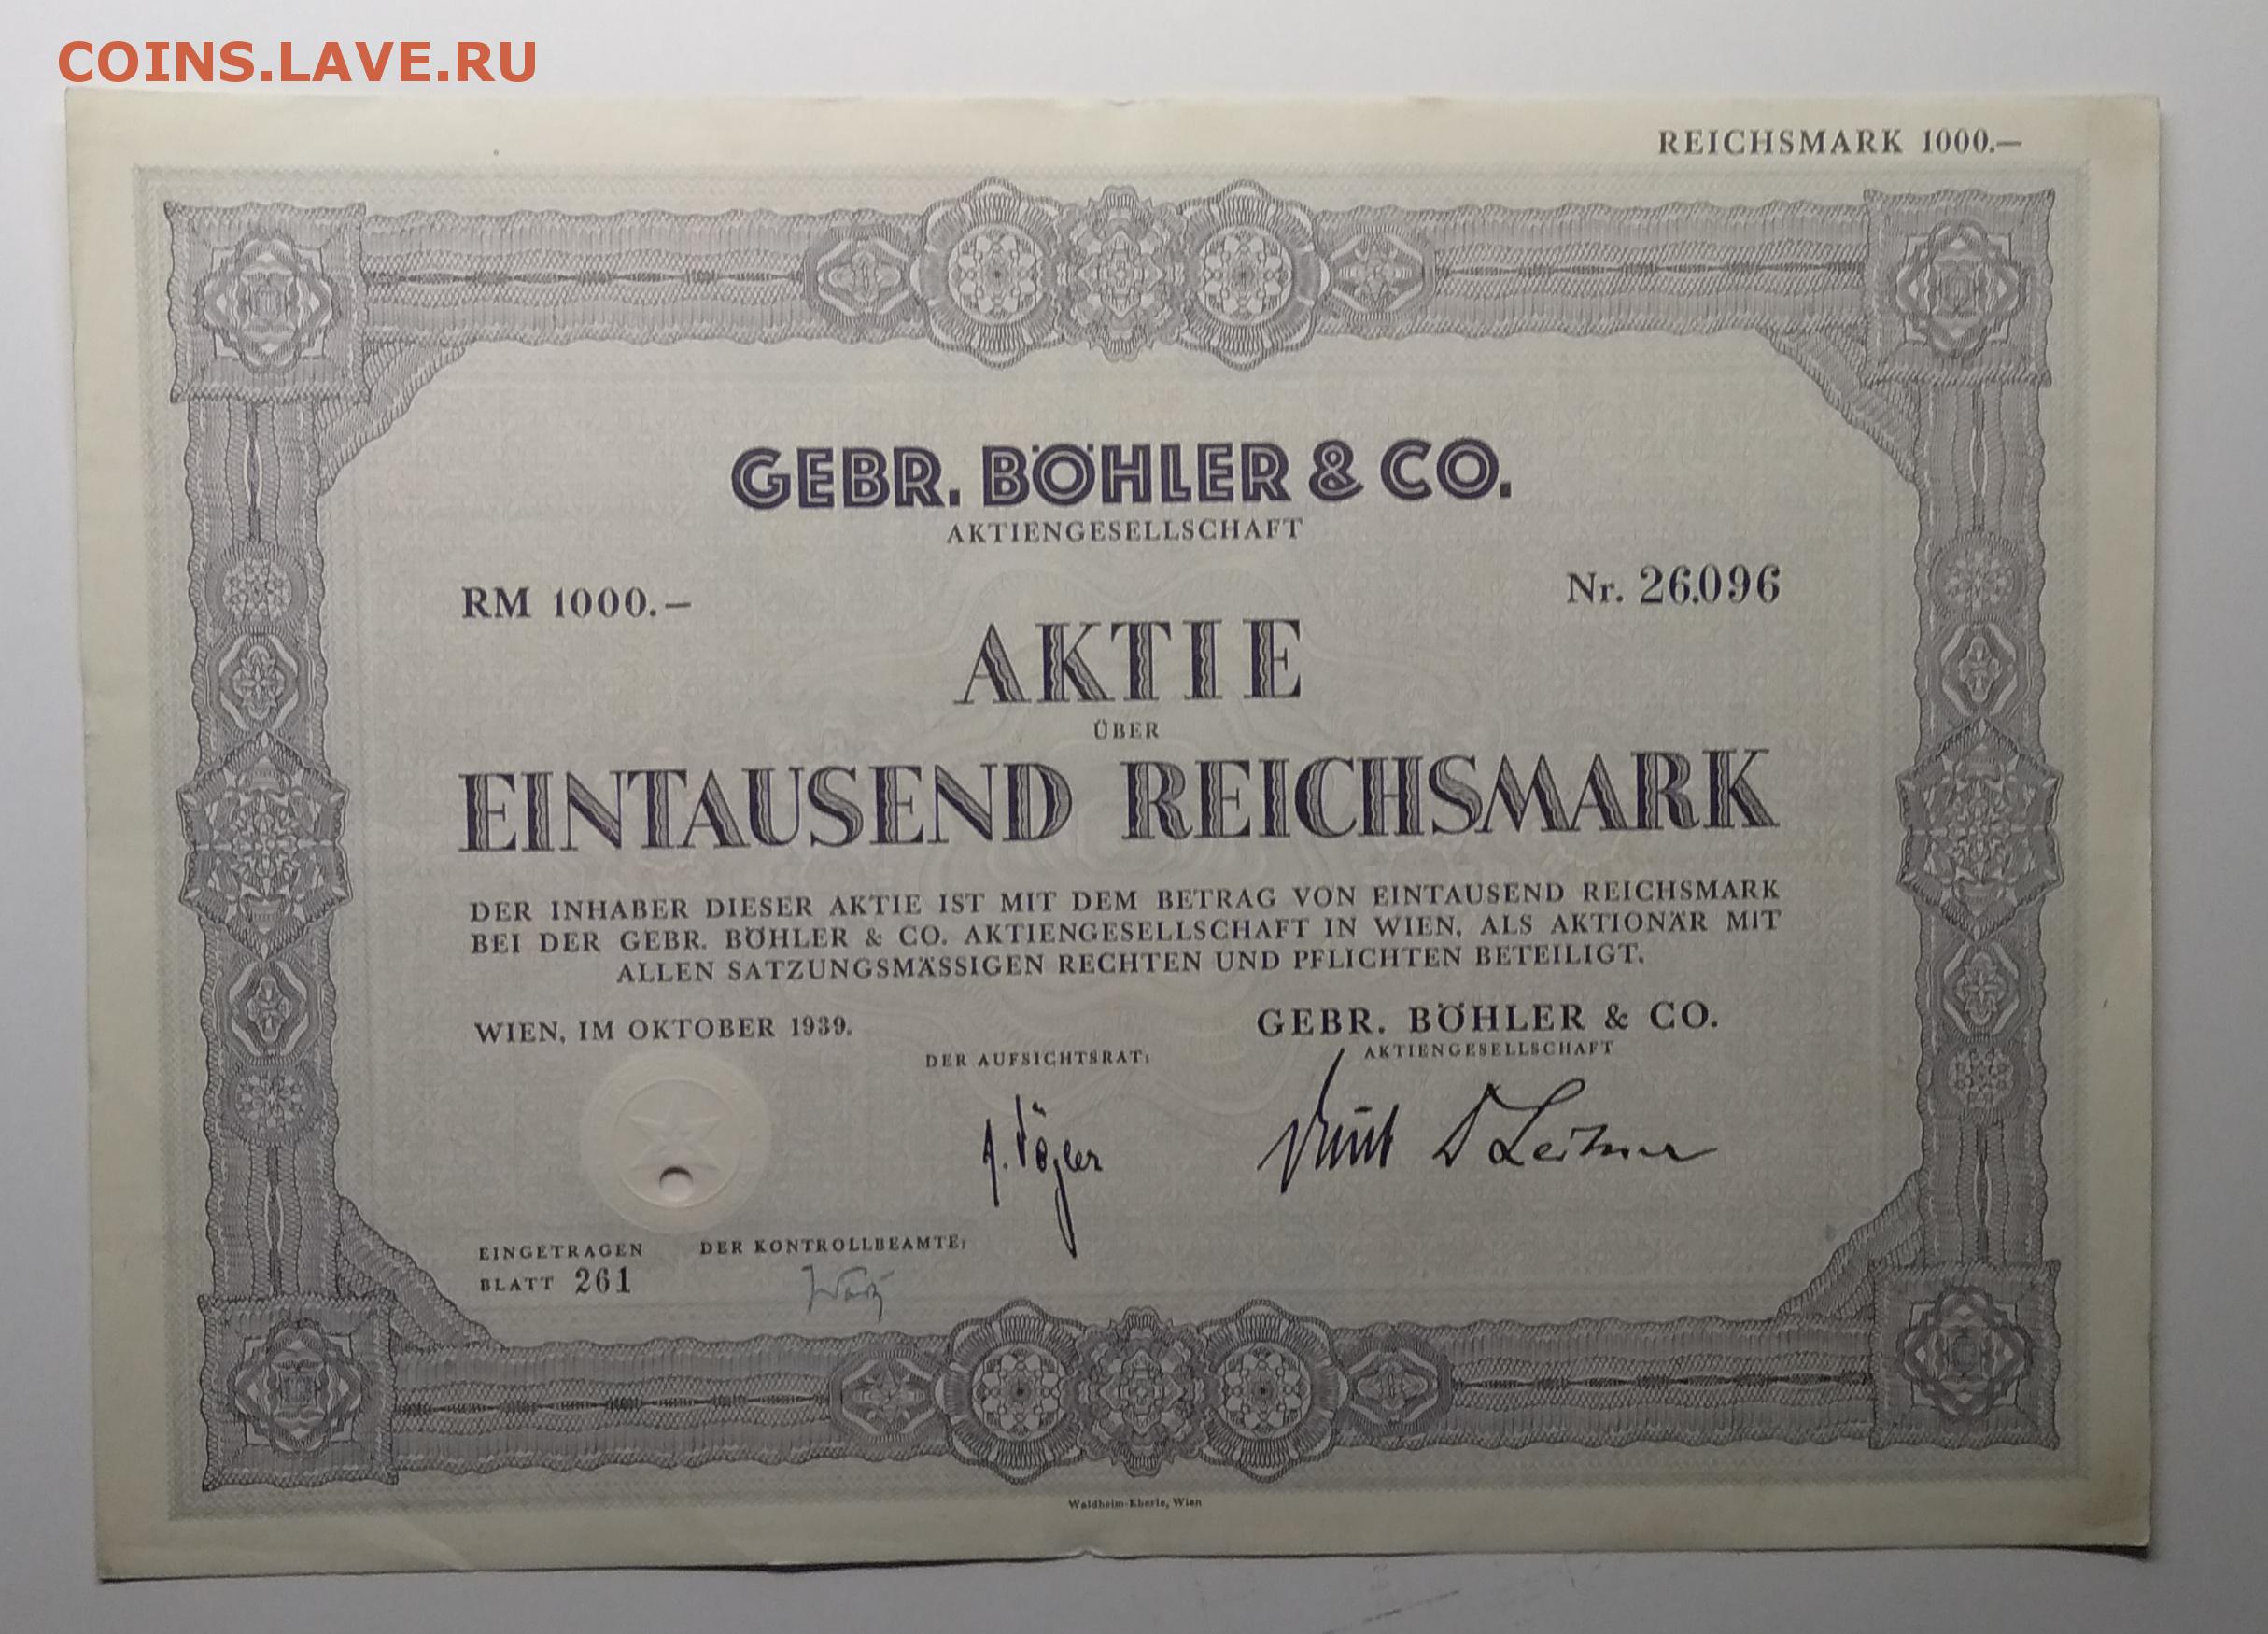 COINS.LAVE.RU
REICHSMARK 1000.—
GEBR. BÖHLER & CO.
AKTIENGESELLSCHAFT
RM 1000.—
Nr. 26.096
AKTIE
ÜBER
EINTAUSEND REICHSMARK
DER INHABER DIESER AKTIE IST MIT DEM BETRAG VON EINTAUSEND REICHSMARK
BEI DER GEBR. BÖHLER & CO. AKTIENGESELLSCHAFT IN WIEN, ALS AKTIONÄR MIT
ALLEN SATZUNGSMÄSSIGEN RECHTEN UND PFLICHTEN BETEILIGT.
WIEN, IM OKTOBER 1939.
GEBR. BÖHLER & CO.
AKTIENGESELLSCHAFT
DER AUFSICHTSRAT:
A. Vögler
EINGETRAGEN
BLATT 261
DER KONTROLLBEAMTE:
Waldheim-Eberle, Wien